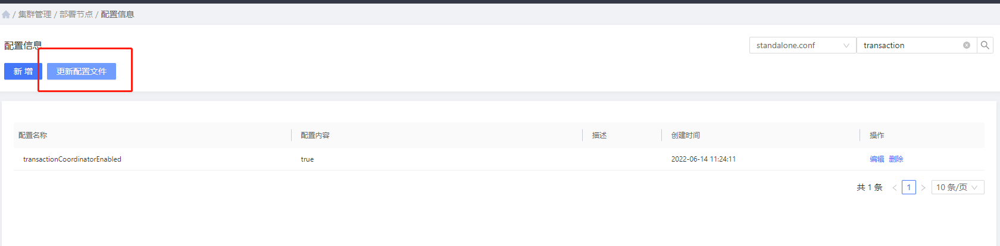 / 集群管理 / 部署节点 / 配置信息
配置信息
standalone.conf transaction
新 增 更新配置文件
配置名称 配置内容 描述 创建时间 操作
transactionCoordinatorEnabled true 2022-06-14 11:24:11 编辑 删除
共 1 条 < 1 > 10 条/页